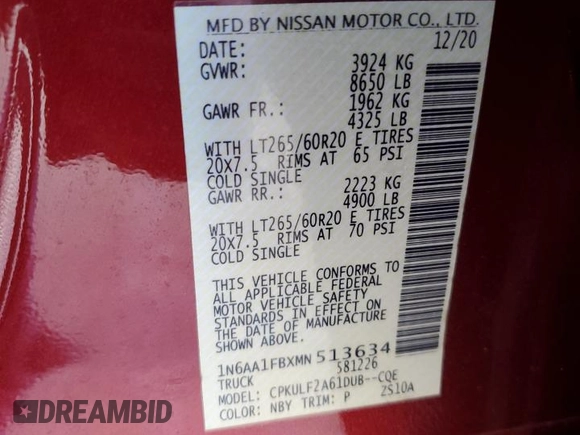 MFD BY NISSAN MOTOR CO., LTD.
DATE: 12/20
GVWR: 3924 KG
8650 LB
GAWR FR.: 1962 KG
4325 LB
WITH LT265/60R20 E TIRES
20X7.5 RIMS AT 65 PSI
COLD SINGLE
GAWR RR.: 2223 KG
4900 LB
WITH LT265/60R20 E TIRES
20X7.5 RIMS AT 70 PSI
COLD SINGLE
THIS VEHICLE CONFORMS TO
ALL APPLICABLE FEDERAL
MOTOR VEHICLE SAFETY
STANDARDS IN EFFECT ON
THE DATE OF MANUFACTURE
SHOWN ABOVE.
1N6AA1FBXMN513634
TRUCK 581226
MODEL: CPKULF2A61DUB--CQE
COLOR: NBY TRIM: P ZS10A
DREAMBID